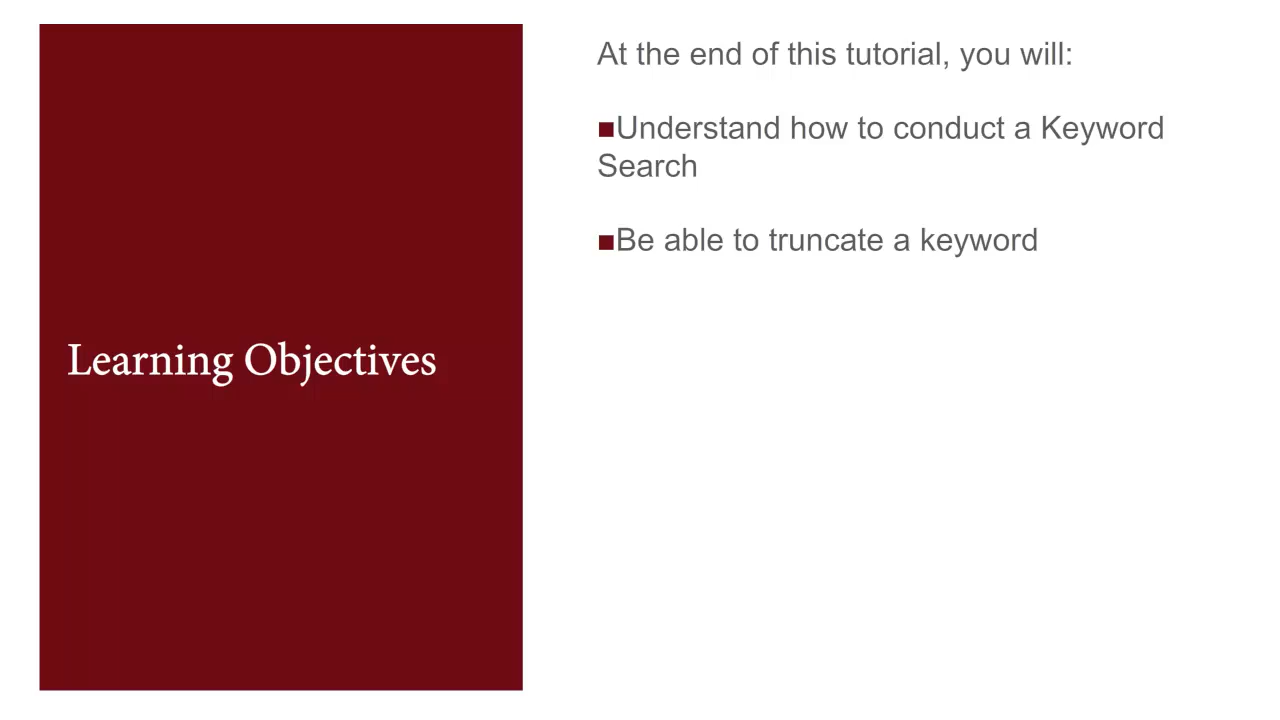 Learning Objectives
At the end of this tutorial, you will:
■Understand how to conduct a Keyword
Search
■Be able to truncate a keyword